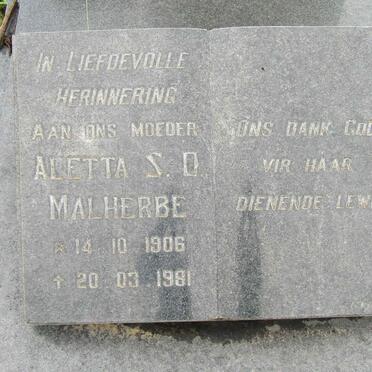 IN LIEFDEVOLLE
HERINNERING
AAN ONS MOEDER
ALETTA S. D.
MALHERBE
* 14 10 1906
† 20 03 1981
ONS DANK GOD
VIR HAAR
DIENENDE LEWE